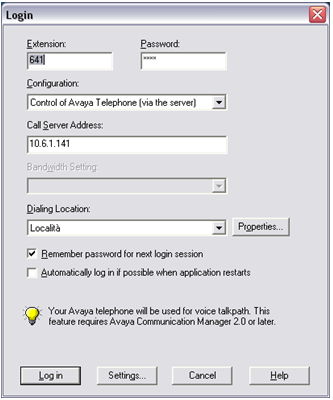 Login
Extension: Password:
641 ****
Configuration:
Control of Avaya Telephone (via the server)
Call Server Address:
10.6.1.141
Bandwidth Setting:
Dialing Location:
Località Properties...
Remember password for next login session
Automatically log in if possible when application restarts
Your Avaya telephone will be used for voice talkpath. This
feature requires Avaya Communication Manager 2.0 or later.
Log in Settings... Cancel Help